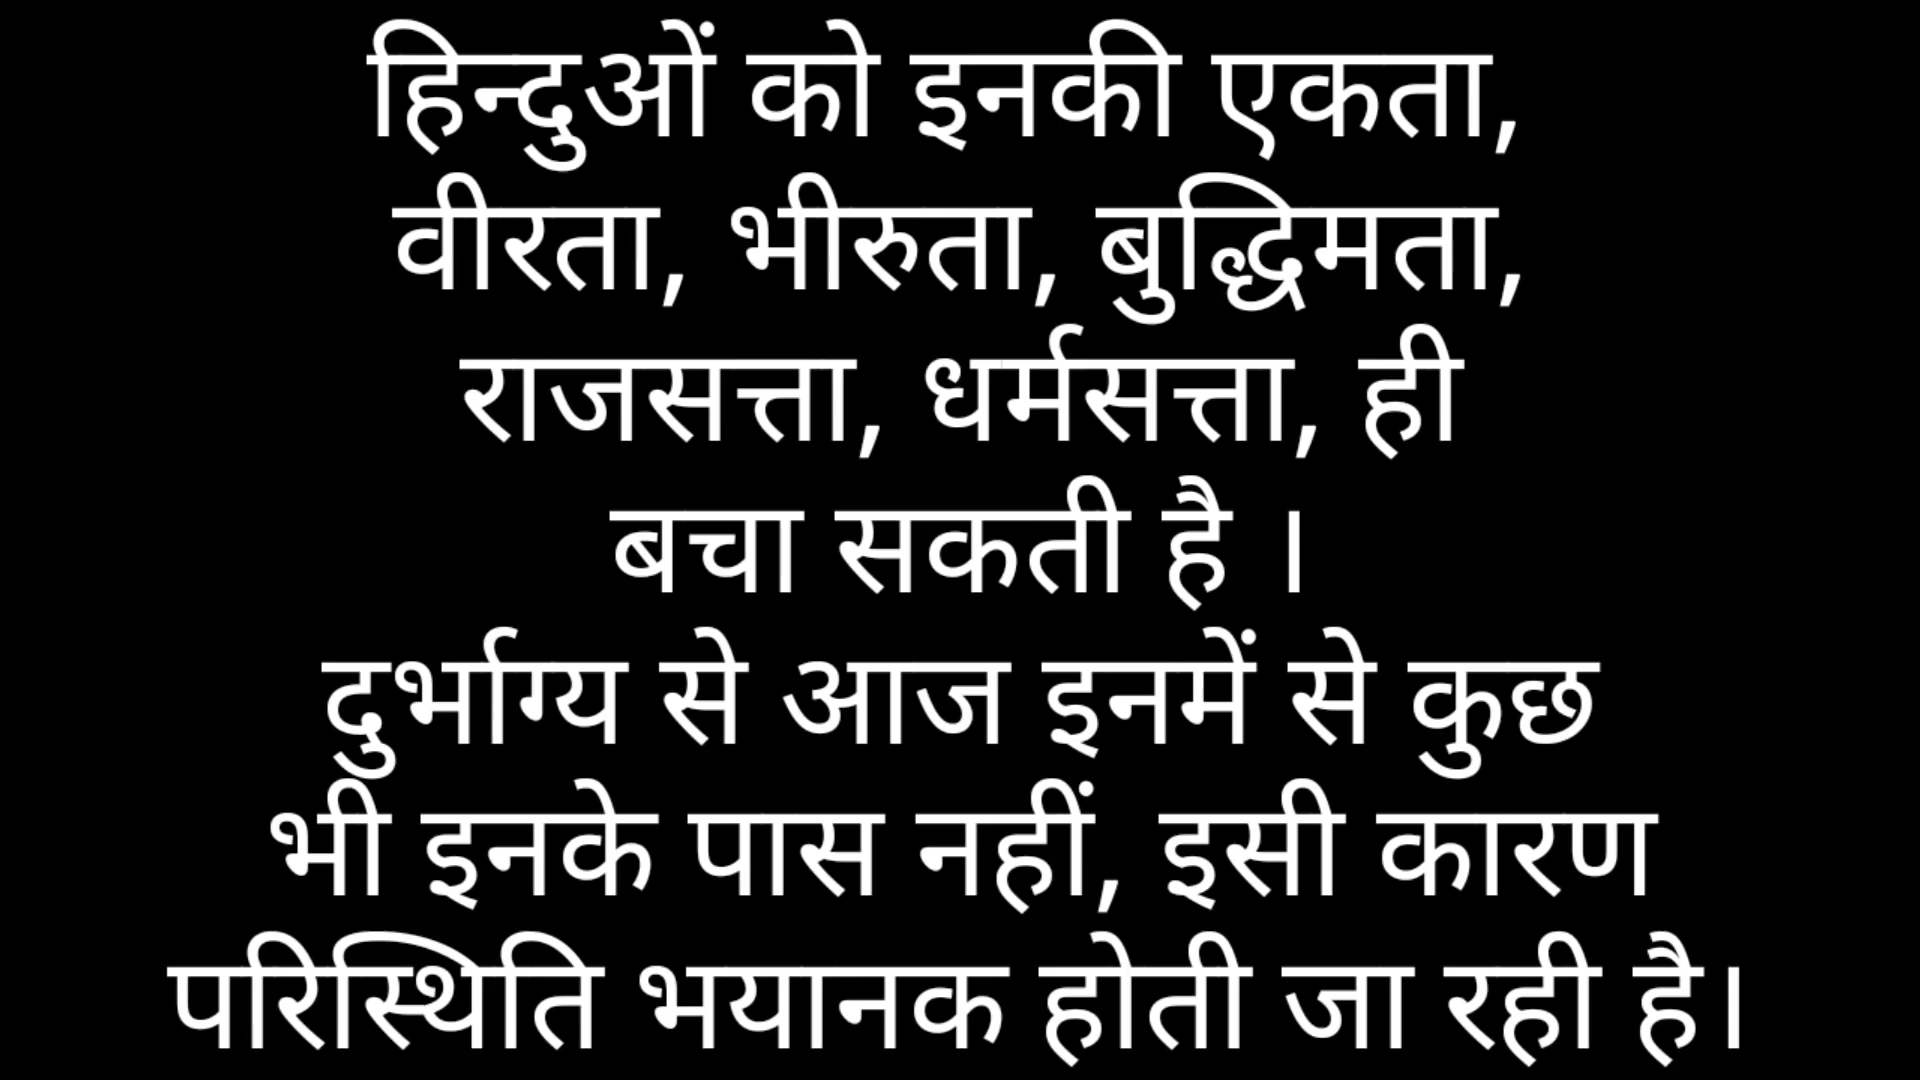 हिन्दुओं को इनकी एकता,
वीरता, भीरुता, बुद्धिमता,
राजसत्ता, धर्मसत्ता, ही
बचा सकती है ।
दुर्भाग्य से आज इनमें से कुछ
भी इनके पास नहीं, इसी कारण
परिस्थिति भयानक होती जा रही है।